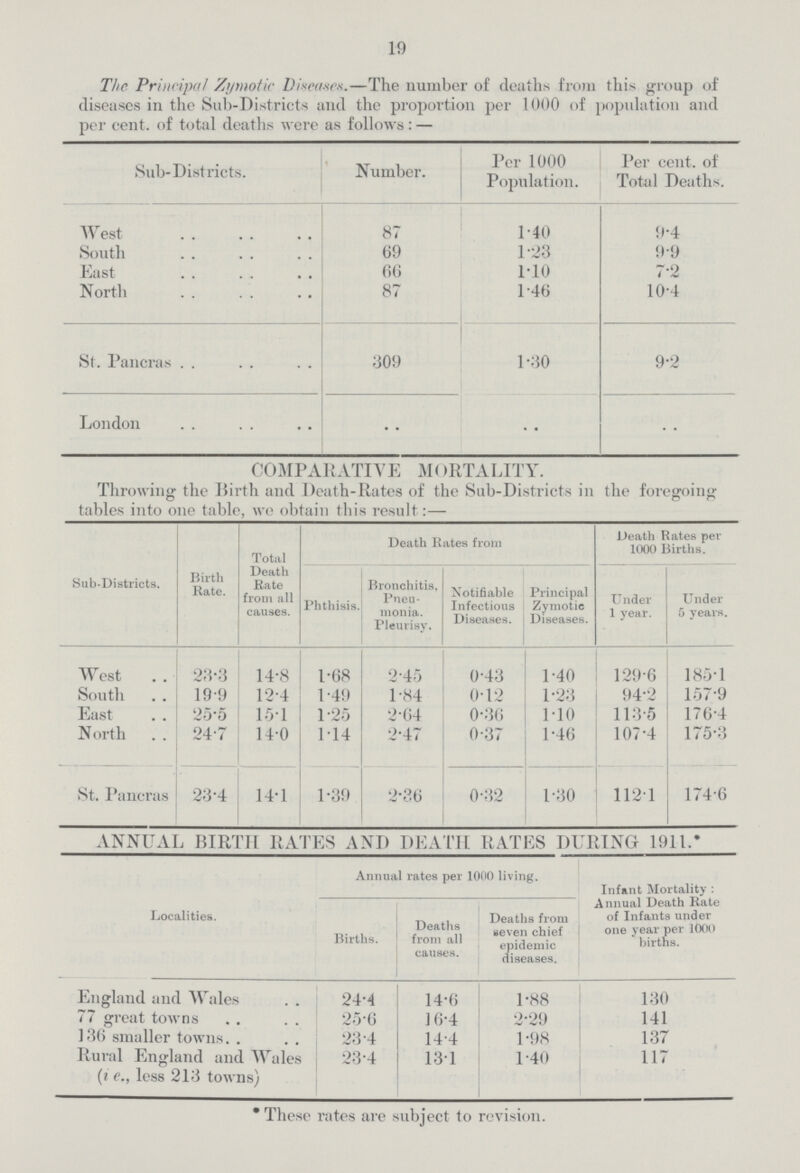 19
The Principal Zymotic Diseases.—The number of deaths from this group of
diseases in the Sub-Districts and the proportion per 1000 of population and
per cent. of total deaths were as follows:—
Sub-Districts. Number. Per 1000 Population. Per cent. of Total Deaths.
West .. .. .. 87 1·40 9·4
South .. .. .. 69 1·23 9·9
East .. .. .. 66 1·10 7·2
North .. .. .. 87 1·46 10·4
St. Pancras .. .. .. 309 1·30 9·2
London .. .. .. .. .. ..
COMPARATIVE MORTALITY.
Throwing the Birth and Death-Rates of the Sub-Districts in the foregoing
tables into one table, we obtain this result:—
Sub-Districts. Birth Rate. Total Death Rate from all causes. Death Rates from Death Rates per 1000 Births.
Phthisis. Bronchitis, Pneu- monia. Pleurisy. Notifiable Infectious Diseases. Principal Zymotic Diseases. Under 1 year. Under 5 years.
West .. 23·3 14·8 1·68 2·45 0·43 1·40 129·6 185·1
South .. 19·9 12·4 1·49 1·84 0·12 1·23 94·2 157·9
East .. 25·5 15·1 1·25 2·64 0·36 1·10 113·5 176·4
North .. 24·7 14·0 1·14 2·47 0·37 1·46 107·4 175·3
St. Pancras 23·4 14·1 1·39 2·36 0·32 1·30 112·1 174·6
ANNUAL BIRTH RATES AND DEATH RATES DURING 1911.*
Localities. Annual rates per 1000 living. Infant Mortality : Annual Death Rate of Infants under one year per 1000 births.
Births. Deaths from all causes. Deaths from seven chief epidemic diseases.
England and Wales .. 24·4 14·6 1·88 130
77 great towns .. .. 25·6 16·4 2·29 141
136 smaller towns.. .. 23·4 14·4 1·98 137
Rural England and Wales 23·4 13·1 1·40 117
(i e., less 213 towns)
* These rates are subject to revision.